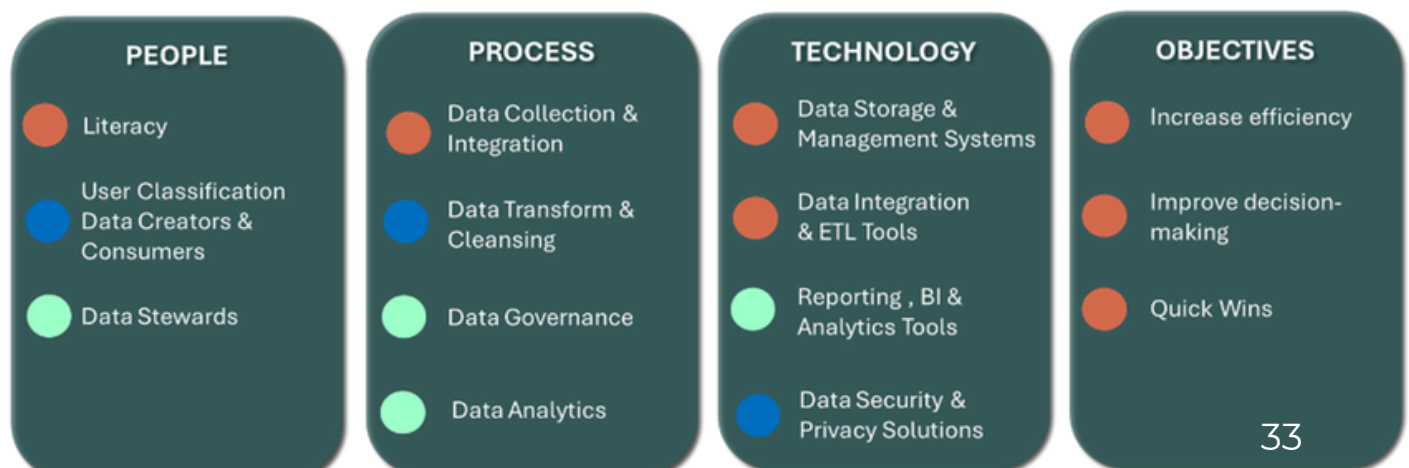 PEOPLE
Literacy
User Classification
Data Creators &
Consumers
Data Stewards
PROCESS
Data Collection &
Integration
Data Transform &
Cleansing
Data Governance
Data Analytics
TECHNOLOGY
Data Storage &
Management Systems
Data Integration
& ETL Tools
Reporting , BI &
Analytics Tools
Data Security &
Privacy Solutions
OBJECTIVES
Increase efficiency
Improve decision-
making
Quick Wins
33